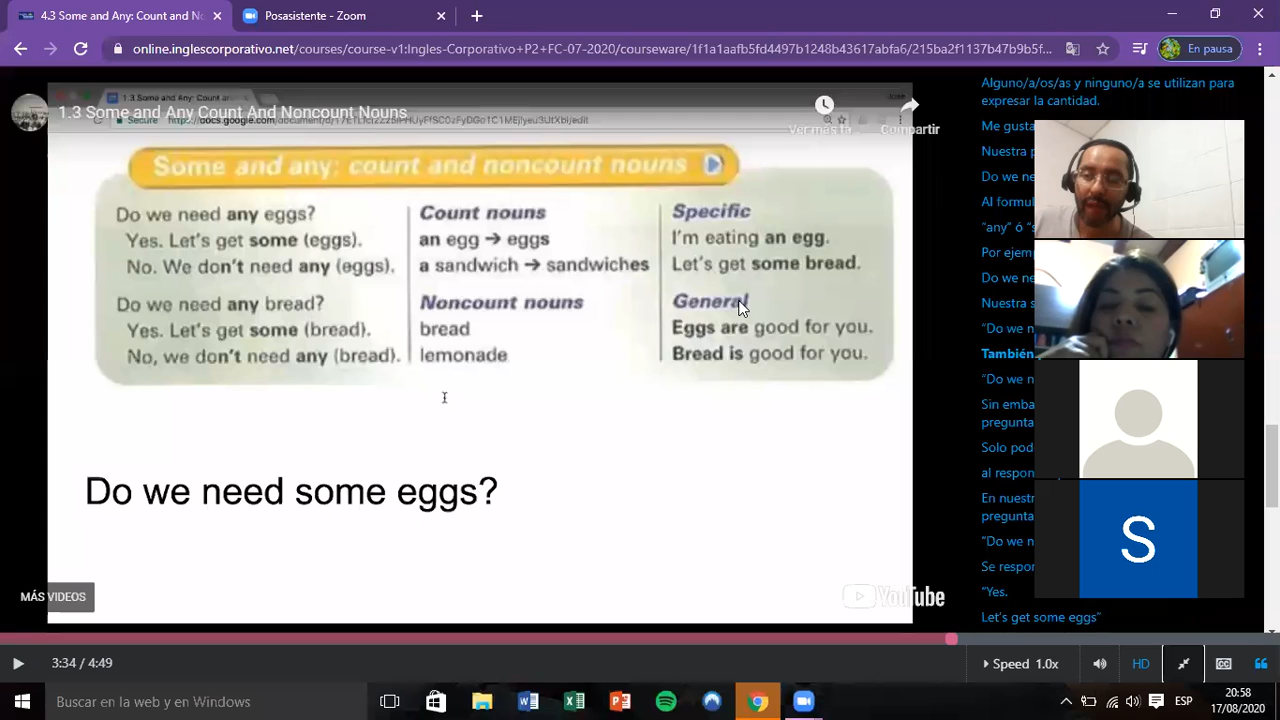 1.3 Some and No
Posasistente - Zoom
online.inglescorporativo.net/courses/course-v1:Ingles-Corporativo+P2+FC-07-2020/courseware/1f1a1aafb5fd4497b1248b43617abfa6/215ba2f1137b47b9b5f...
En pausa
1.3 Some and Any Count And Noncount Nouns
Ver más ta...
Compartir
Some and any; count and noncount nouns
Do we need any eggs?
Yes. Let's get some (eggs).
No. We don't need any (eggs).
Do we need any bread?
Yes. Let's get some (bread).
No, we don't need any (bread).
Count nouns
an egg → eggs
a sandwich → sandwiches
Noncount nouns
bread
lemonade
Specific
I'm eating an egg.
Let's get some bread.
General
Eggs are good for you.
Bread is good for you.
Do we need some eggs?
MÁS VIDEOS
YouTube
Alguno/a/os/as y ninguno/a se utilizan para
expresar la cantidad.
Me gusta
Nuestra p
Do we ne
Al formul
"any" ó "s
Por ejemp
Do we ne
Nuestra s
"Do we n
También,
"Do we n
Sin emba
pregunta
Solo pod
al respon
En nuestr
pregunta
"Do we n
Se respor
"Yes.
Let's get some eggs"
S
3:34 / 4:49
Speed 1.0x
HD
Buscar en la web y en Windows
ESP
20:58
17/08/2020